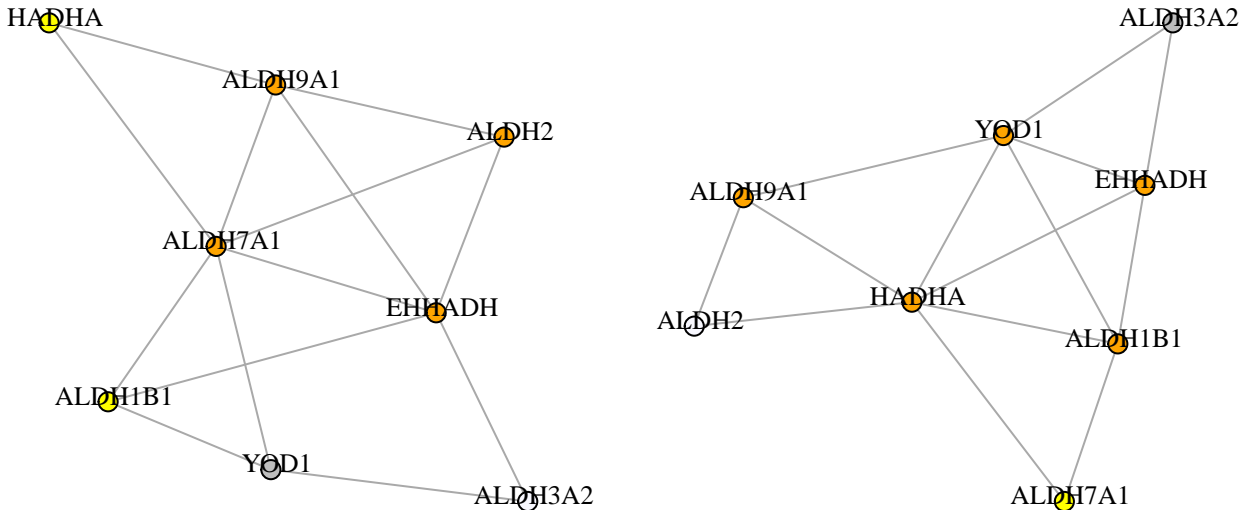 HADHA
ALDH9A1
ALDH2
ALDH7A1
EHHADH
ALDH1B1
YOD1
ALDH3A2
ALDH3A2
YOD1
EHHADH
ALDH9A1
HADHA
ALDH2
ALDH1B1
ALDH7A1